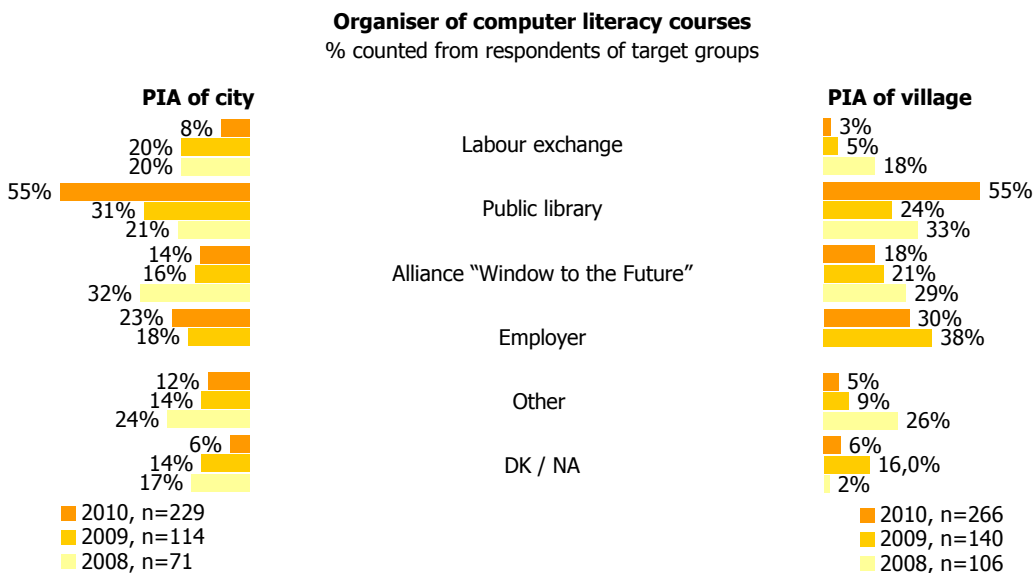 Organiser of computer literacy courses
% counted from respondents of target groups
PIA of city
PIA of village
8%
20%
20%
Labour exchange
3%
5%
18%
55%
31%
21%
Public library
55%
24%
33%
14%
16%
32%
Alliance “Window to the Future”
18%
21%
29%
23%
18%
Employer
30%
38%
12%
14%
24%
Other
5%
9%
26%
6%
14%
17%
DK / NA
6%
16,0%
2%
2010, n=229
2009, n=114
2008, n=71
2010, n=266
2009, n=140
2008, n=106